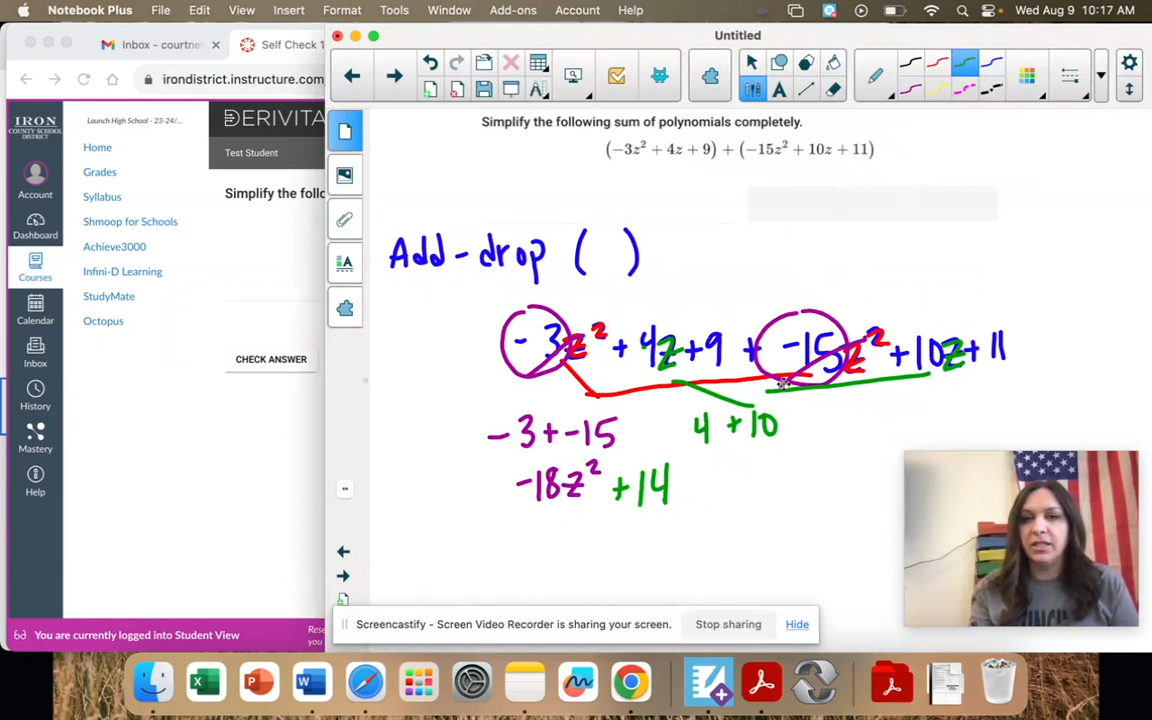 Notebook Plus File Edit View Insert Format Tools Window Add-ons Account Help Wed Aug 9 10:17 AM
Inbox - courtne
Self Check 1
irondistrict.instructure.com
Untitled
IRON
COUNTY SCHOOL
DISTRICT
Account
Dashboard
Courses
Calendar
Inbox
History
Mastery
Help
Launch High School - 23-24/...
Home
Grades
Syllabus
Shmoop for Schools
Achieve3000
Infini-D Learning
StudyMate
Octopus
DERIVITA
Test Student
Simplify the follo
CHECK ANSWER
You are currently logged into Student View
Rese
Simplify the following sum of polynomials completely.
(−3z² + 4z + 9) + (−15z² + 10z + 11)
Add-drop ( )
-3z² + 4z + 9 + -15z² + 10z + 11
-3 + -15 4 + 10
-18z² + 14
Screencastify - Screen Video Recorder is sharing your screen. Stop sharing Hide